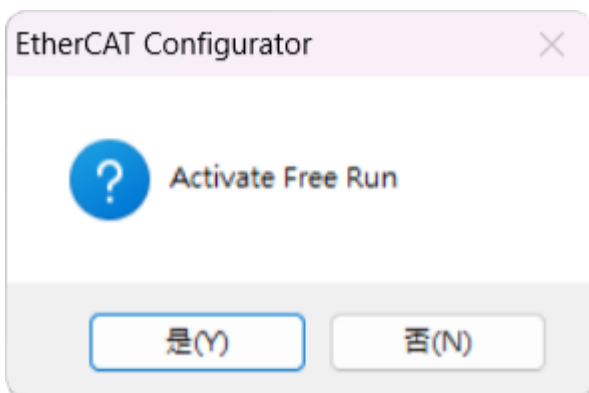 EtherCAT Configurator
Activate Free Run
是(Y)
否(N)